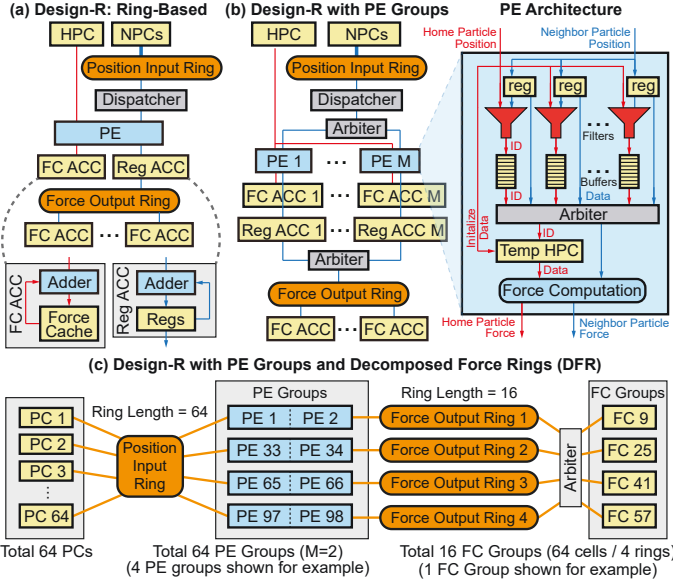 (a) Design-R: Ring-Based
HPC
NPCs
Position Input Ring
Dispatcher
PE
FC ACC
Reg ACC
Force Output Ring
FC ACC
...
FC ACC
FC ACC
Adder
Force
Cache
Reg ACC
Adder
Regs
(b) Design-R with PE Groups
HPC
NPCs
Position Input Ring
Dispatcher
Arbiter
PE 1
...
PE M
FC ACC 1
...
FC ACC M
Reg ACC 1
...
Reg ACC M
Arbiter
Force Output Ring
FC ACC
...
FC ACC
PE Architecture
Home Particle
Position
Neighbor Particle
Position
reg
reg
reg
...
Filters
ID
ID
ID
...
Buffers
ID
ID
ID
Data
Arbiter
Initalize
Data
ID
Temp HPC
Data
Force Computation
Home Particle
Force
Neighbor Particle
Force
(c) Design-R with PE Groups and Decomposed Force Rings (DFR)
PC 1
PC 2
PC 3
PC 64
Total 64 PCs
Ring Length = 64
Position
Input
Ring
PE Groups
PE 1 PE 2
PE 33 PE 34
PE 65 PE 66
PE 97 PE 98
Total 64 PE Groups (M=2)
(4 PE groups shown for example)
Ring Length = 16
Force Output Ring 1
Force Output Ring 2
Force Output Ring 3
Force Output Ring 4
Arbiter
FC Groups
FC 9
FC 25
FC 41
FC 57
Total 16 FC Groups (64 cells / 4 rings)
(1 FC Group shown for example)